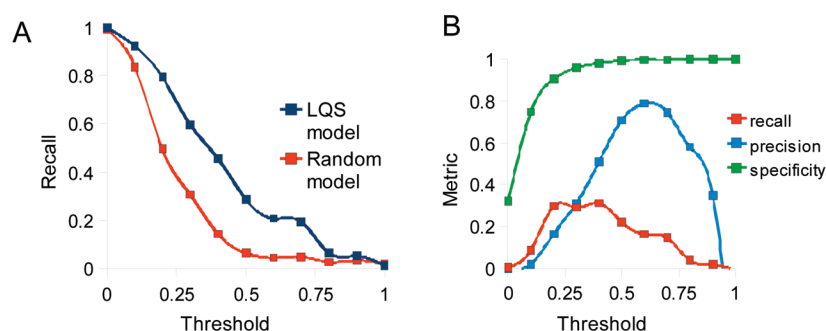 A
Recall
1
0.8
0.6
0.4
0.2
0
0
0.25
0.5
0.75
1
Threshold
LQS
model
Random
model
B
Metric
1
0.8
0.6
0.4
0.2
0
0
0.25
0.5
0.75
1
Threshold
recall
precision
specificity